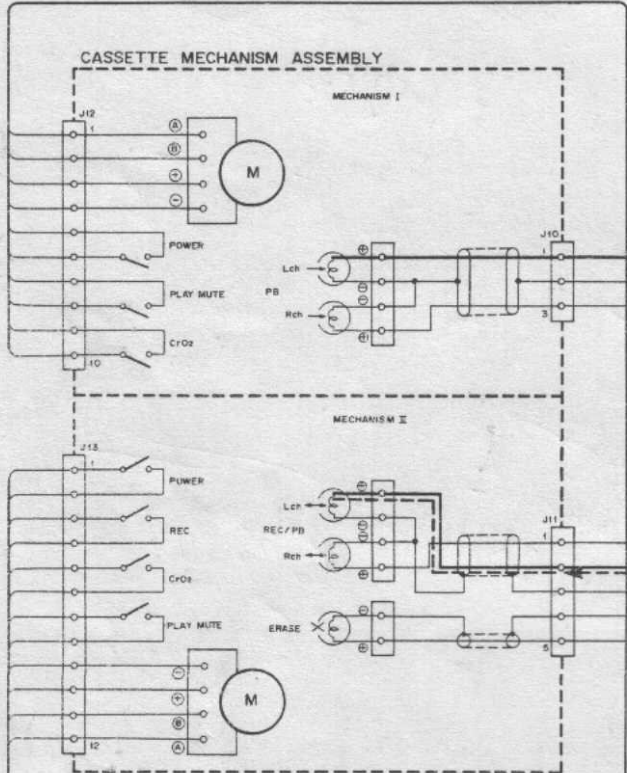 CASSETTE MECHANISM ASSEMBLY
MECHANISM I
J12
1
Ⓐ
Ⓑ
⊕
⊖
M
POWER
PLAY MUTE
CrO2
10
Lch
PB
Rch
⊕
⊖
⊖
⊕
J10
1
3
MECHANISM II
J13
1
POWER
REC
CrO2
PLAY MUTE
⊖
⊕
Ⓑ
Ⓐ
M
12
Lch
REC/PB
Rch
⊕
⊖
⊖
⊕
ERASE
⊖
⊕
J11
1
5